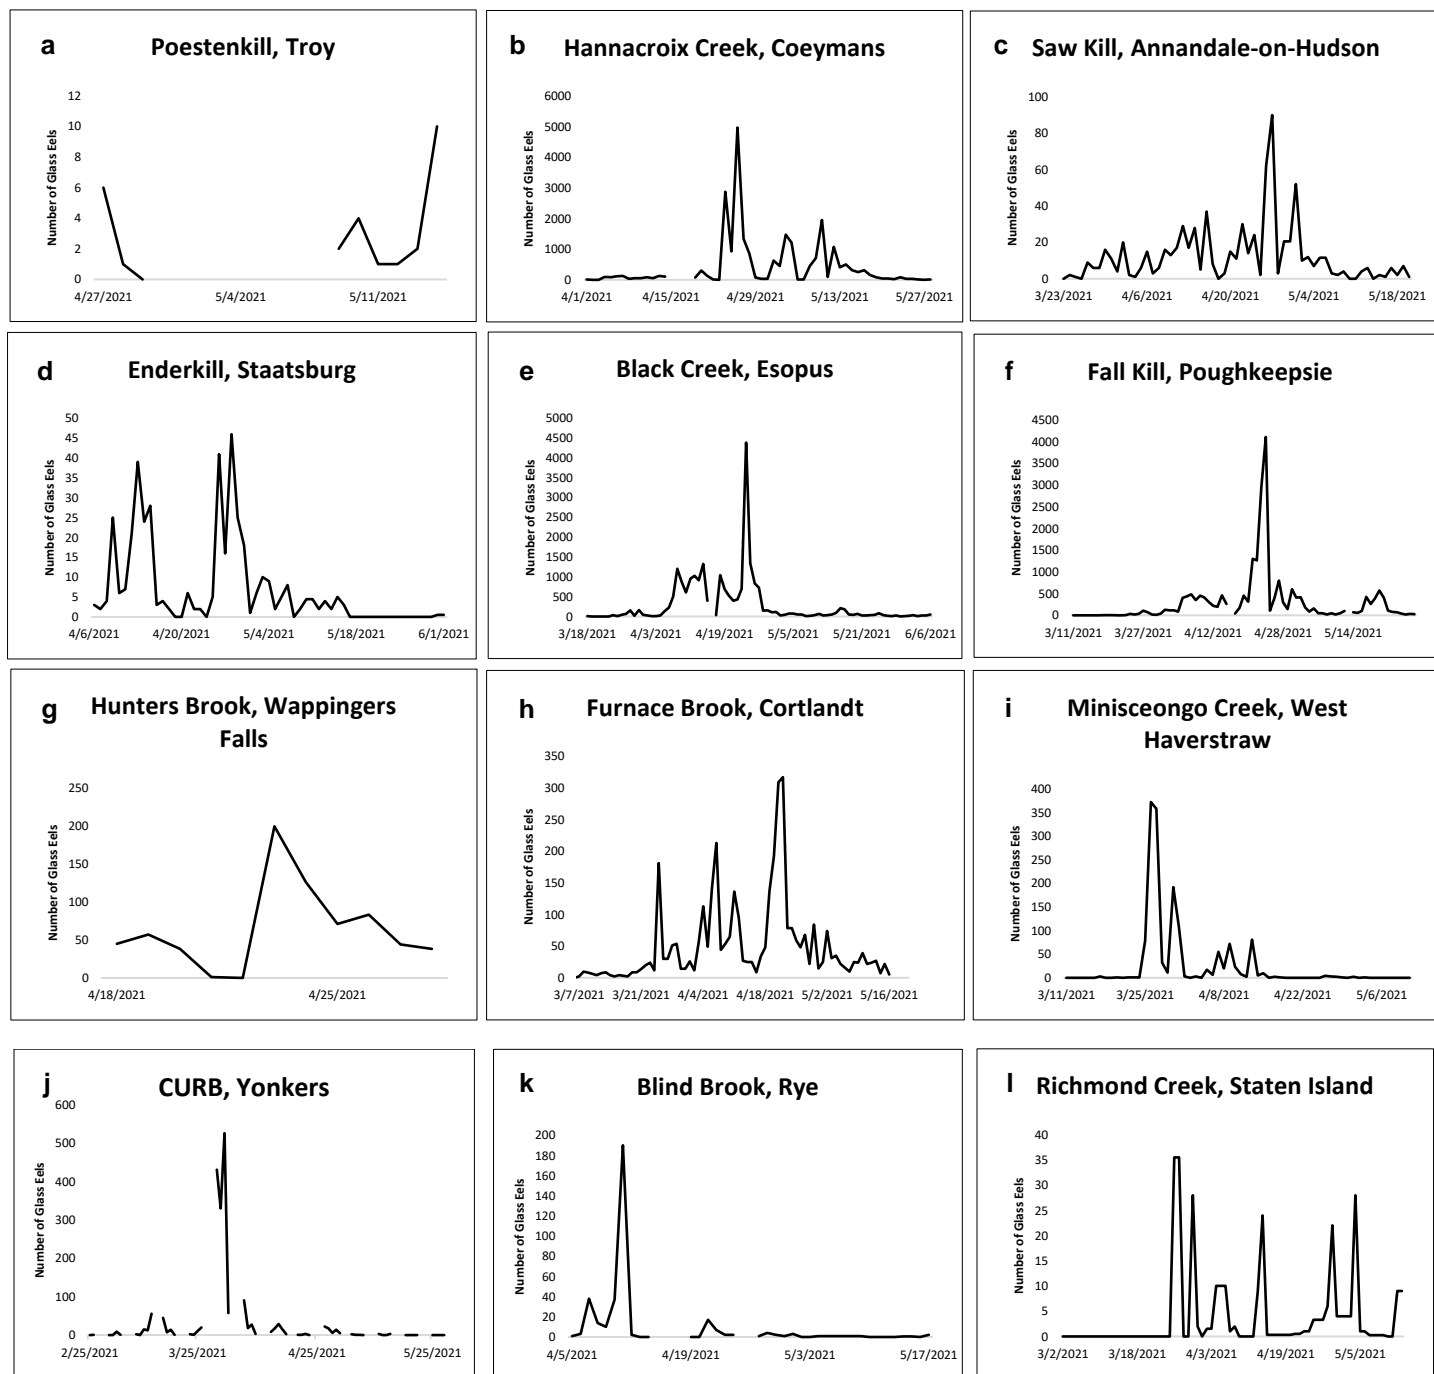 a
Poestenkill, Troy
Number of Glass Eels
12
10
8
6
4
2
0
4/27/2021 5/4/2021 5/11/2021
b
Hannacroix Creek, Coeymans
Number of Glass Eels
6000
5000
4000
3000
2000
1000
0
4/1/2021 4/15/2021 4/29/2021 5/13/2021 5/27/2021
c
Saw Kill, Annandale-on-Hudson
Number of Glass Eels
100
80
60
40
20
0
3/23/2021 4/6/2021 4/20/2021 5/4/2021 5/18/2021
d
Enderkill, Staatsburg
Number of Glass Eels
50
45
40
35
30
25
20
15
10
5
0
4/6/2021 4/20/2021 5/4/2021 5/18/2021 6/1/2021
e
Black Creek, Esopus
Number of Glass Eels
5000
4500
4000
3500
3000
2500
2000
1500
1000
500
0
3/18/2021 4/3/2021 4/19/2021 5/5/2021 5/21/2021 6/6/2021
f
Fall Kill, Poughkeepsie
Number of Glass Eels
4500
4000
3500
3000
2500
2000
1500
1000
500
0
3/11/2021 3/27/2021 4/12/2021 4/28/2021 5/14/2021
g
Hunters Brook, Wappingers
Falls
Number of Glass Eels
250
200
150
100
50
0
4/18/2021 4/25/2021
h
Furnace Brook, Cortlandt
Number of Glass Eels
350
300
250
200
150
100
50
0
3/7/2021 3/21/2021 4/4/2021 4/18/2021 5/2/2021 5/16/2021
i
Minisceongo Creek, West
Haverstraw
Number of Glass Eels
400
350
300
250
200
150
100
50
0
3/11/2021 3/25/2021 4/8/2021 4/22/2021 5/6/2021
j
CURB, Yonkers
Number of Glass Eels
600
500
400
300
200
100
0
2/25/2021 3/25/2021 4/25/2021 5/25/2021
k
Blind Brook, Rye
Number of Glass Eels
200
180
160
140
120
100
80
60
40
20
0
4/5/2021 4/19/2021 5/3/2021 5/17/2021
l
Richmond Creek, Staten Island
Number of Glass Eels
40
35
30
25
20
15
10
5
0
3/2/2021 3/18/2021 4/3/2021 4/19/2021 5/5/2021